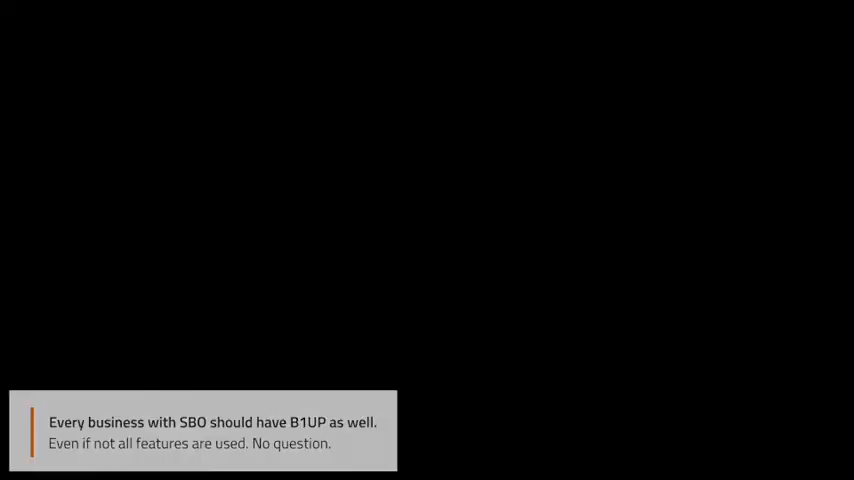 Every business with SBO should have B1UP as well.
Even if not all features are used. No question.